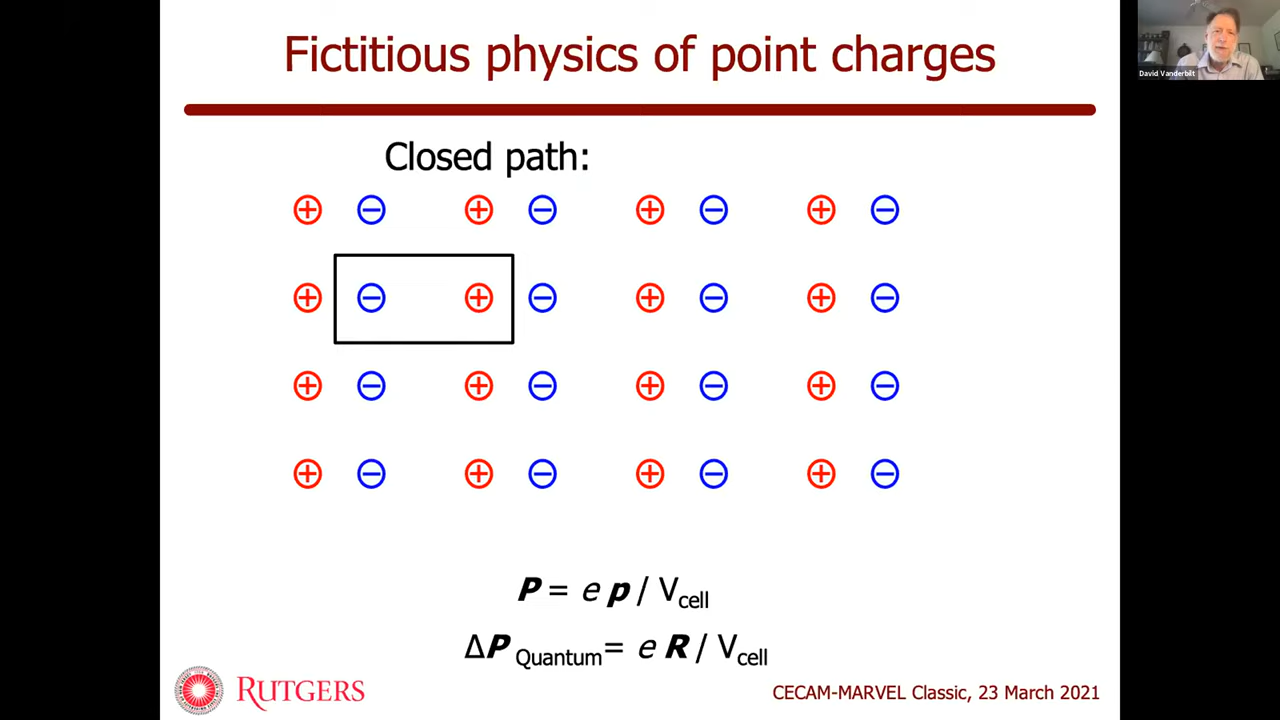 Fictitious physics of point charges
David Vanderbilt
Closed path:
+ − + − + − + −
+ − + − + − + −
+ − + − + − + −
+ − + − + − + −
P = e p / Vcell
ΔP Quantum= e R / Vcell
RUTGERS
CECAM-MARVEL Classic, 23 March 2021